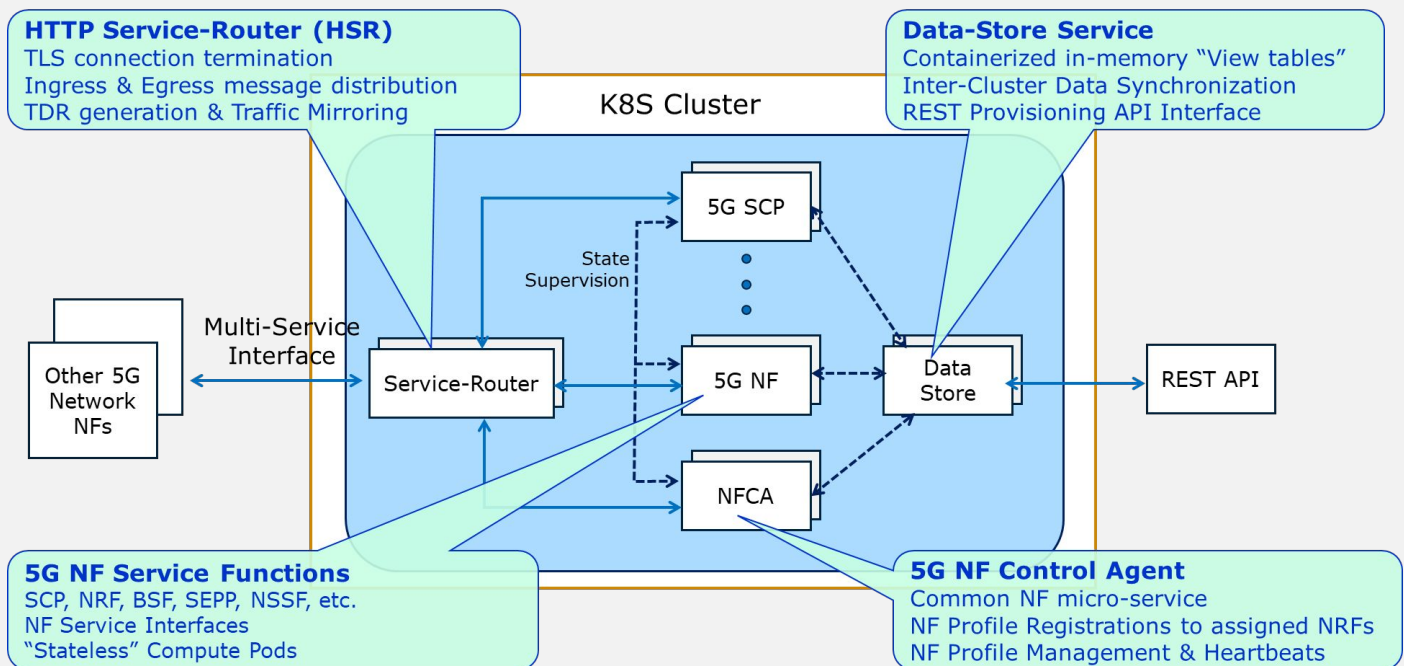 HTTP Service-Router (HSR)
TLS connection termination
Ingress & Egress message distribution
TDR generation & Traffic Mirroring
Data-Store Service
Containerized in-memory “View tables”
Inter-Cluster Data Synchronization
REST Provisioning API Interface
K8S Cluster
5G SCP
State
Supervision
Multi-Service
Interface
Other 5G
Network
NFs
Service-Router
5G NF
Data
Store
REST API
NFCA
5G NF Service Functions
SCP, NRF, BSF, SEPP, NSSF, etc.
NF Service Interfaces
“Stateless” Compute Pods
5G NF Control Agent
Common NF micro-service
NF Profile Registrations to assigned NRFs
NF Profile Management & Heartbeats